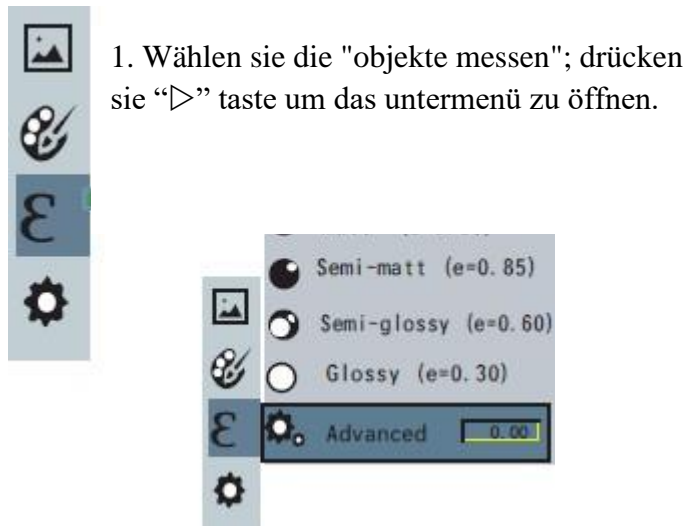 1. Wählen sie die "objekte messen"; drücken
sie “▷” taste um das untermenü zu öffnen.
ε
Semi-matt (e=0.85)
Semi-glossy (e=0.60)
Glossy (e=0.30)
ε Advanced 0.00